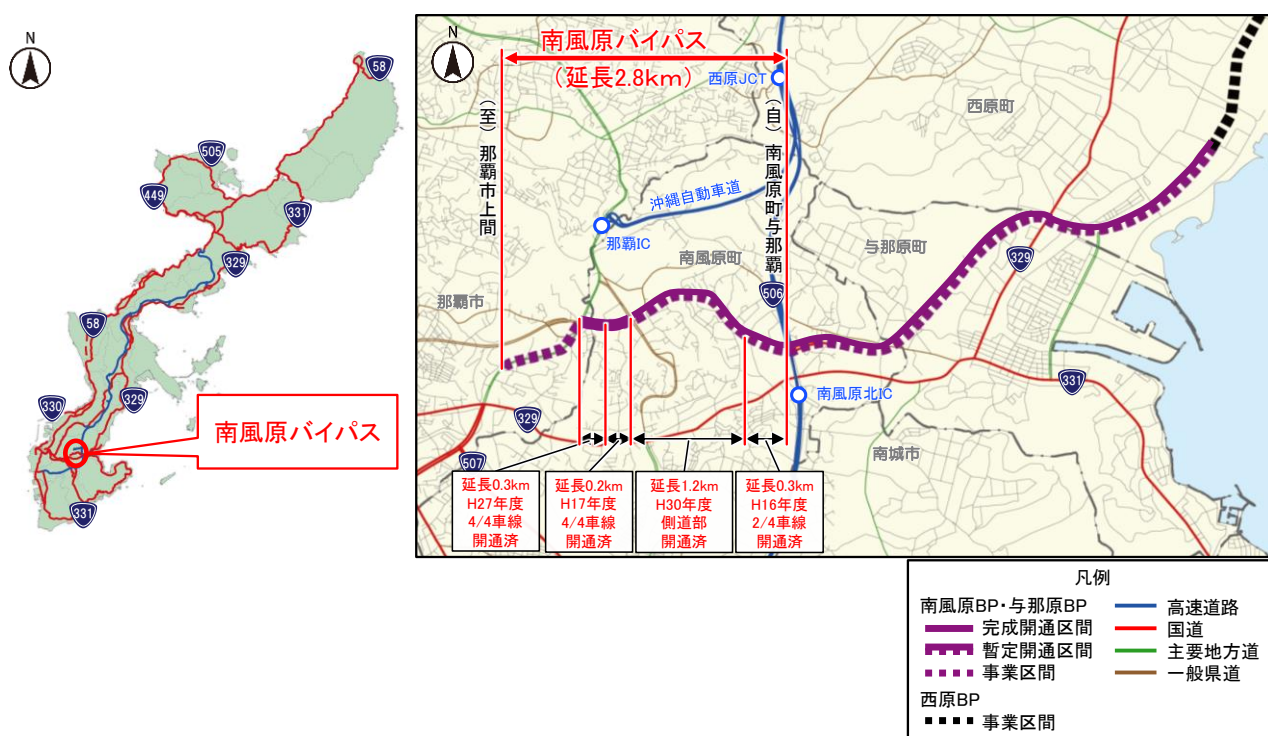 N
58
505
449
331
329
58
329
330
331
南風原バイパス
N
南風原バイパス
（延長2.8km）
西原JCT
西原町
（至）那覇市上間
（自）南風原町与那覇
沖縄自動車道
那覇IC
南風原町
与那原町
329
506
那覇市
南風原北IC
331
329
507
南城市
延長0.3km
H27年度
4/4車線
開通済
延長0.2km
H17年度
4/4車線
開通済
延長1.2km
H30年度
側道部
開通済
延長0.3km
H16年度
2/4車線
開通済
凡例
南風原BP・与那原BP
完成開通区間
暫定開通区間
事業区間
西原BP
事業区間
高速道路
国道
主要地方道
一般県道